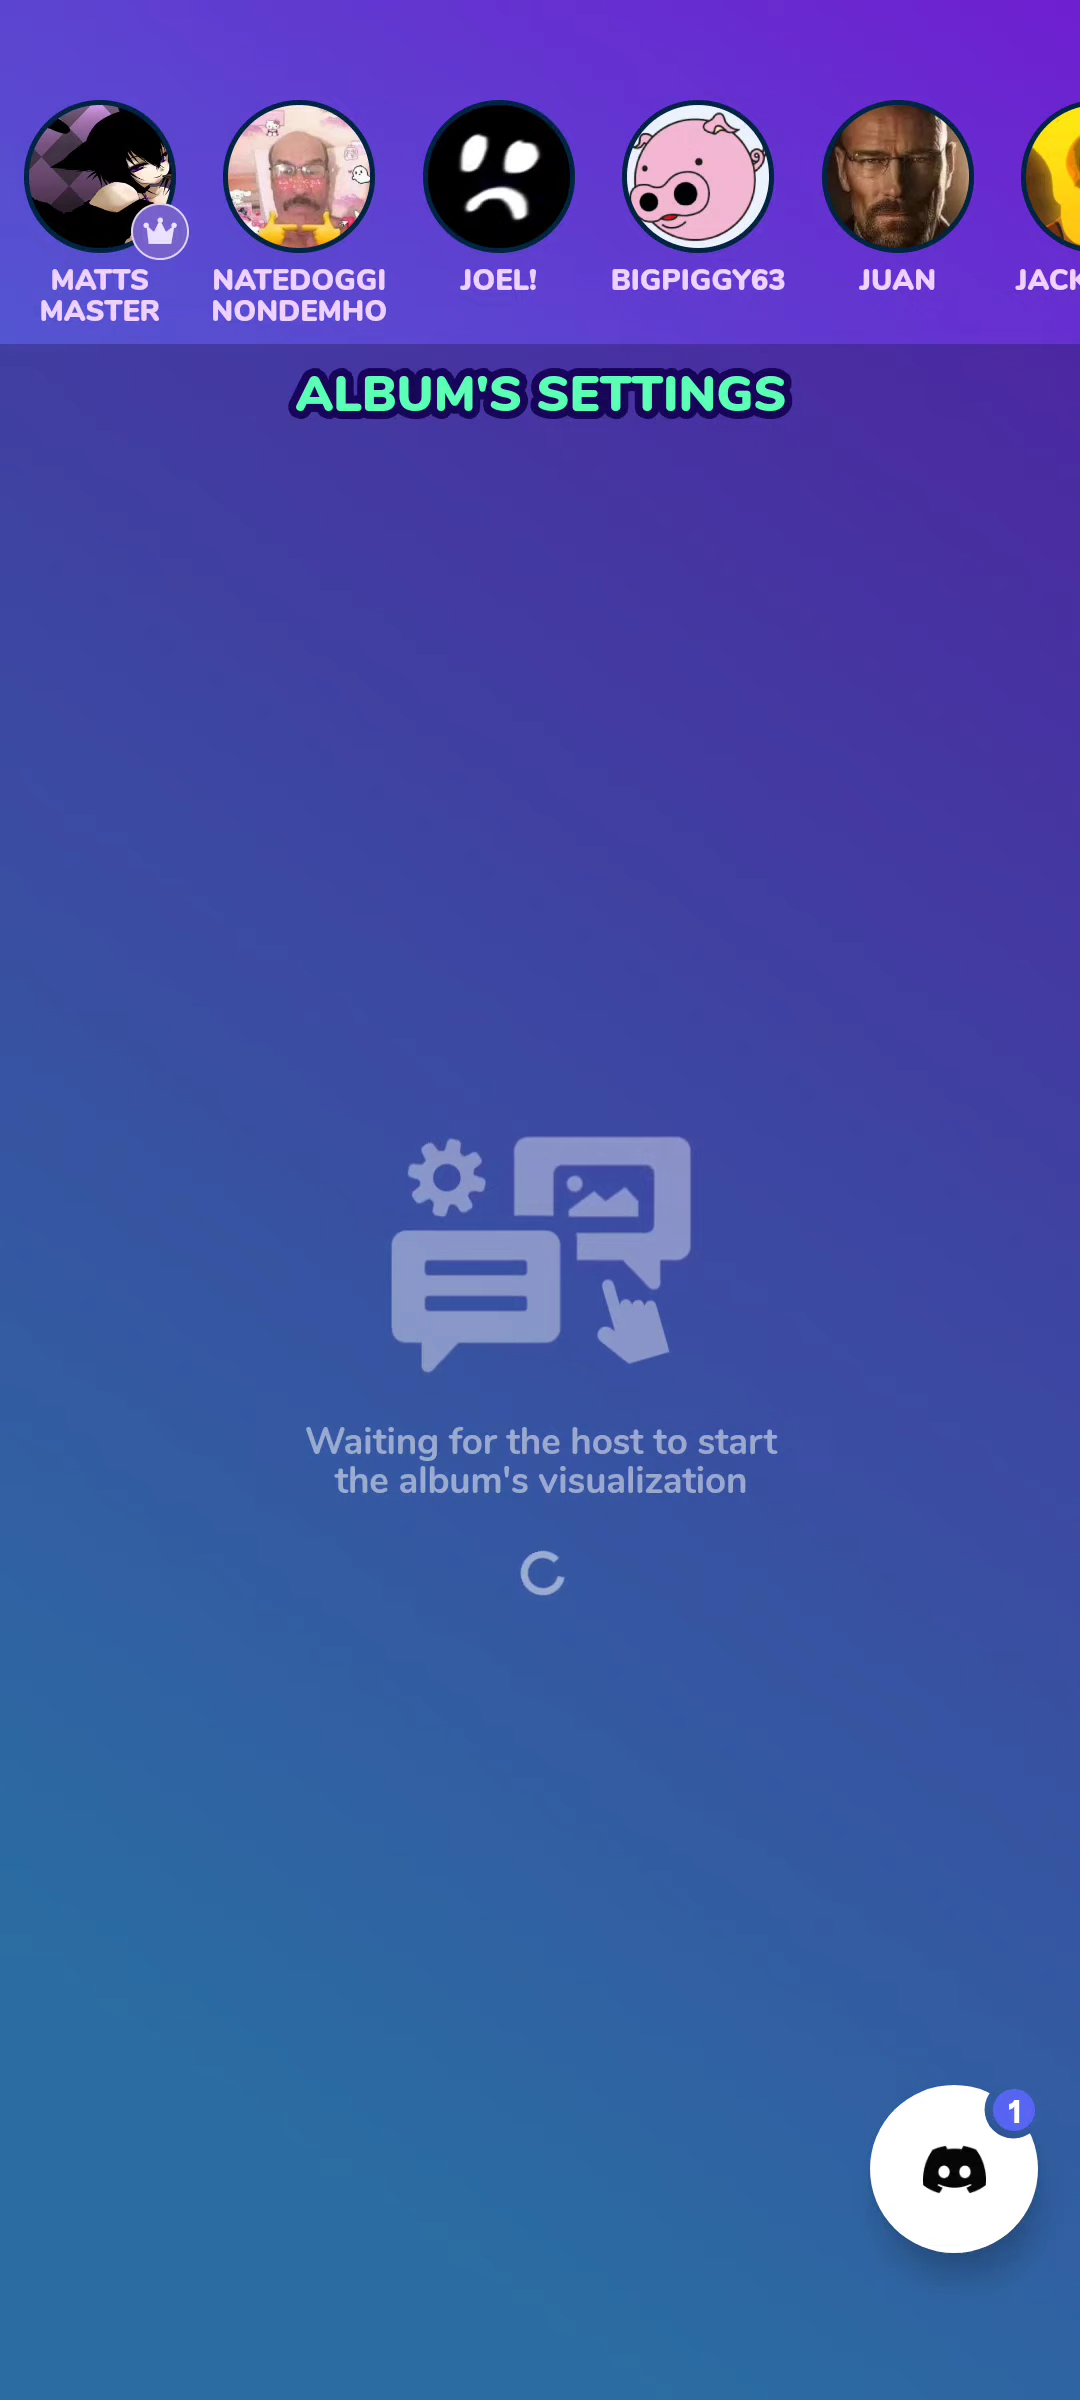 MATTS
MASTER
NATEDOGGI
NONDEMHO
JOEL!
BIGPIGGY63
JUAN
JACK
ALBUM'S SETTINGS
Waiting for the host to start
the album's visualization
1